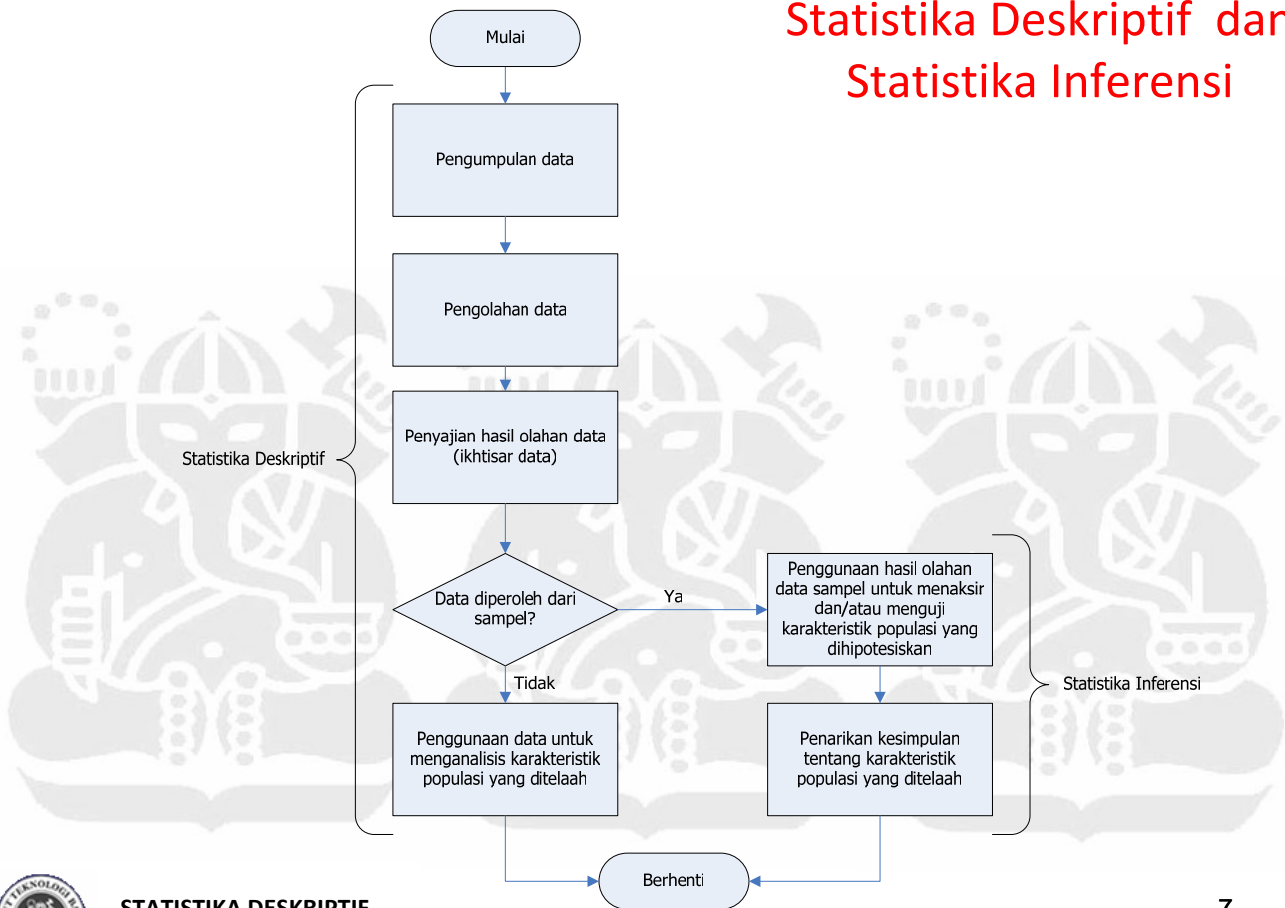 Statistika Deskriptif dan
Statistika Inferensi
Mulai
Pengumpulan data
Pengolahan data
Penyajian hasil olahan data
(ikhtisar data)
Statistika Deskriptif
Data diperoleh dari
sampel?
Ya
Tidak
Penggunaan hasil olahan
data sampel untuk menaksir
dan/atau menguji
karakteristik populasi yang
dihipotesiskan
Statistika Inferensi
Penggunaan data untuk
menganalisis karakteristik
populasi yang ditelaah
Penarikan kesimpulan
tentang karakteristik
populasi yang ditelaah
Berhenti
STATISTIKA DESKRIPTIF
7